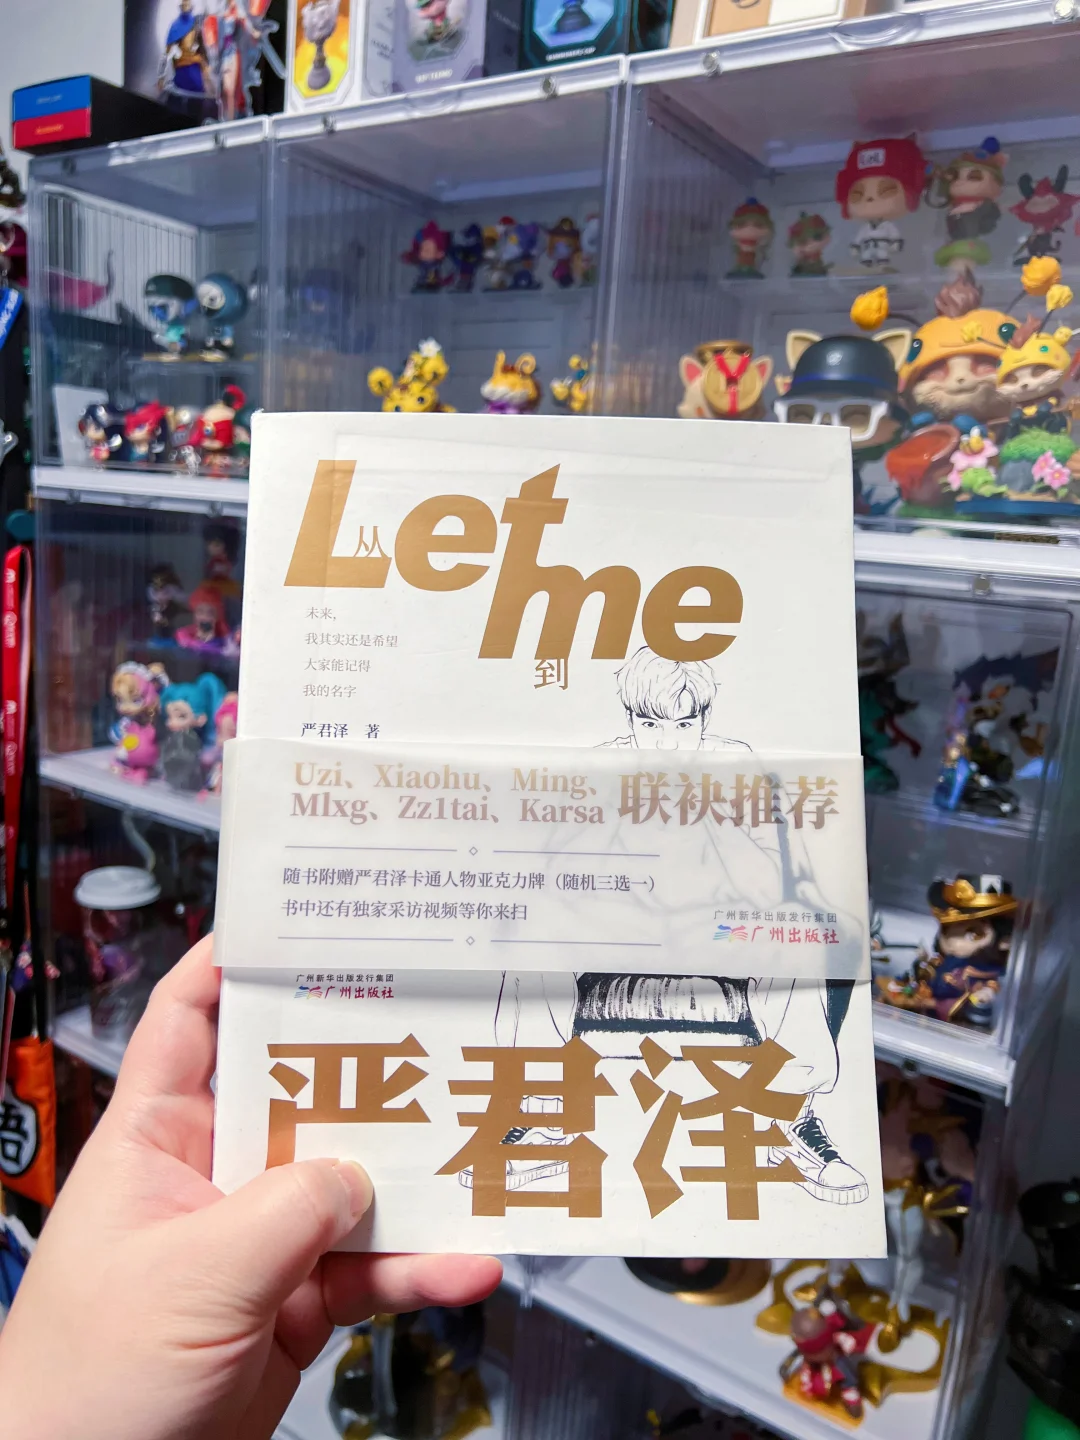 从
Let
me
到
未来，
我其实还是希望
大家能记得
我的名字
严君泽 著
Uzi、Xiaohu、Ming、
Mlxg、Zz1tai、Karsa 联袂推荐
随书附赠严君泽卡通人物亚克力牌（随机三选一）
书中还有独家采访视频等你来扫
广州新华出版发行集团
广州出版社
广州新华出版发行集团
广州出版社
严君泽
LoL
悟